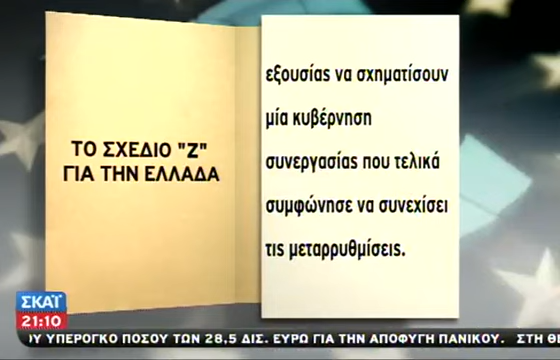 ΤΟ ΣΧΕΔΙΟ "Ζ"
ΓΙΑ ΤΗΝ ΕΛΛΑΔΑ
εξουσίας να σχηματίσουν
μία κυβέρνηση
συνεργασίας που τελικά
συμφώνησε να συνεχίσει
τις μεταρρυθμίσεις.
ΣΚΑΪ
21:10
ΟΥ ΥΠΕΡΟΓΚΟ ΠΟΣΟΥ ΤΩΝ 28,5 ΔΙΣ. ΕΥΡΩ ΓΙΑ ΤΗΝ ΑΠΟΦΥΓΗ ΠΑΝΙΚΟΥ. ΣΤΗ Θ